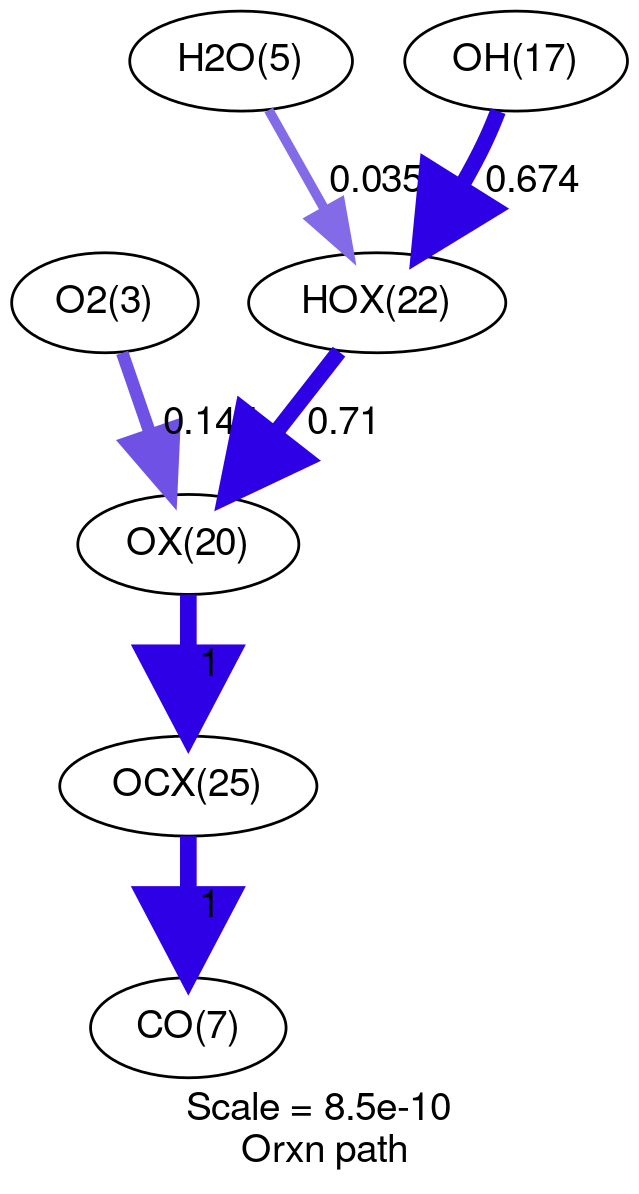 H2O(5)
OH(17)
0.035
0.674
O2(3)
HOX(22)
0.71
OX(20)
1
OCX(25)
1
CO(7)
Scale = 8.5e-10
Orxn path